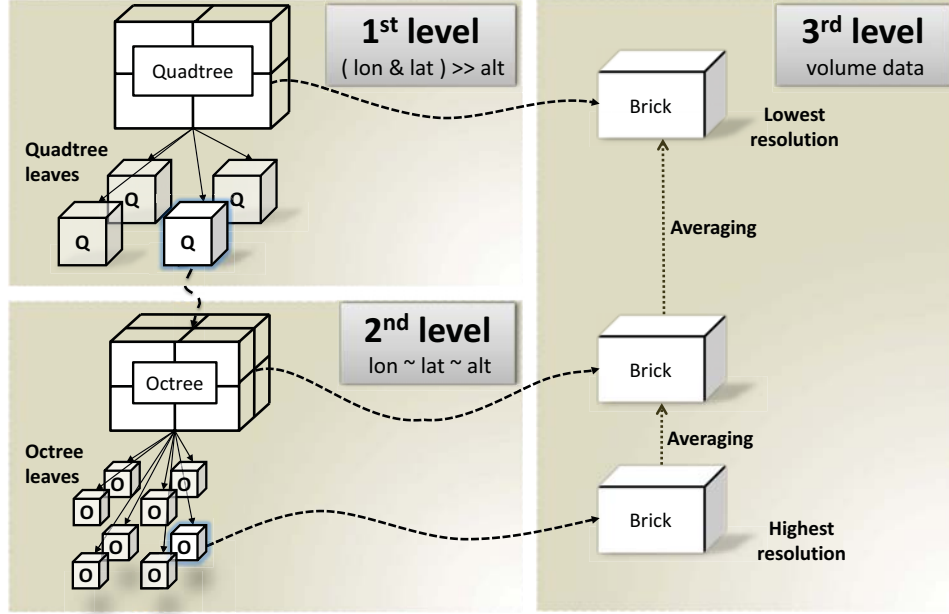 1st level
( lon & lat ) >> alt
Quadtree
Quadtree
leaves
Q
Q
Q
Q
2nd level
lon ~ lat ~ alt
Octree
Octree
leaves
O
O
O
O
O
O
O
O
3rd level
volume data
Brick
Lowest
resolution
Averaging
Brick
Averaging
Brick
Highest
resolution